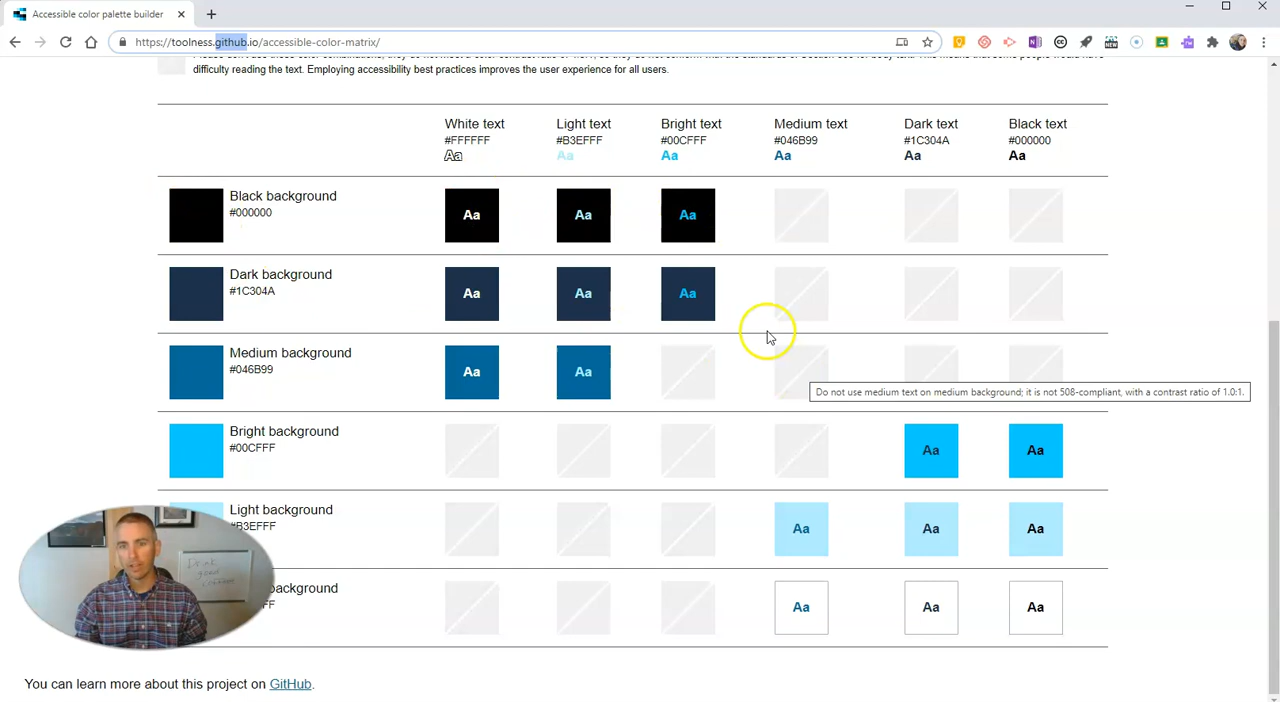 Accessible color palette builder
https://toolness.github.io/accessible-color-matrix/
difficulty reading the text. Employing accessibility best practices improves the user experience for all users.
White text Light text Bright text Medium text Dark text Black text
#FFFFFF #B3EFFF #00CFFF #046B99 #1C304A #000000
Aa Aa Aa Aa Aa Aa
Black background
#000000
Aa Aa Aa
Dark background
#1C304A
Aa Aa Aa
Medium background
#046B99
Aa Aa
Do not use medium text on medium background; it is not 508-compliant, with a contrast ratio of 1.0:1.
Bright background
#00CFFF
Aa Aa
Light background
#B3EFFF
Aa Aa Aa
background
FF
Aa Aa Aa
Drink
good
coffee
You can learn more about this project on GitHub.